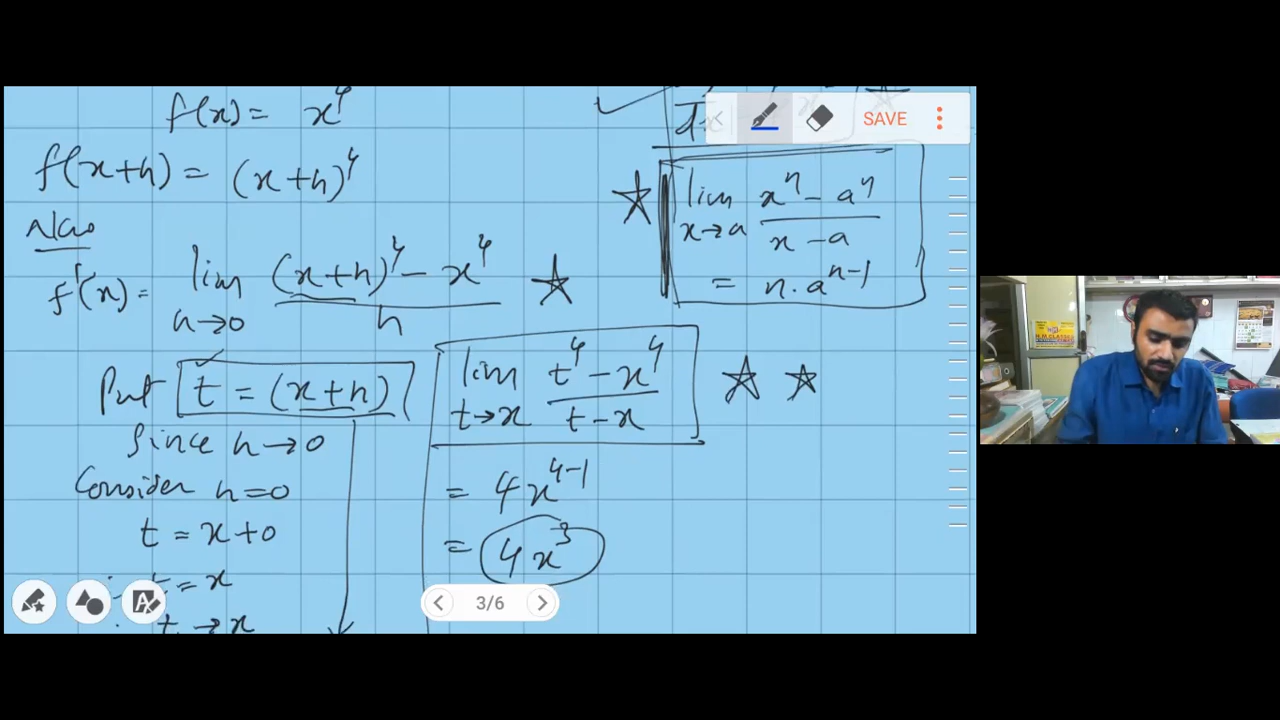 f(x) = x⁴
f(x+h) = (x+h)⁴
Now
f'(x) = lim h→0 ((x+h)⁴ - x⁴)/h
Put t = (x+h)
Since h→0
Consider h=0
t = x+0
∴ t = x
∴ t → x
lim t→x (t⁴ - x⁴)/(t - x)
= 4x⁴⁻¹
= 4x³
lim x→a (xⁿ - aⁿ)/(x - a)
= n·aⁿ⁻¹
SAVE
3/6